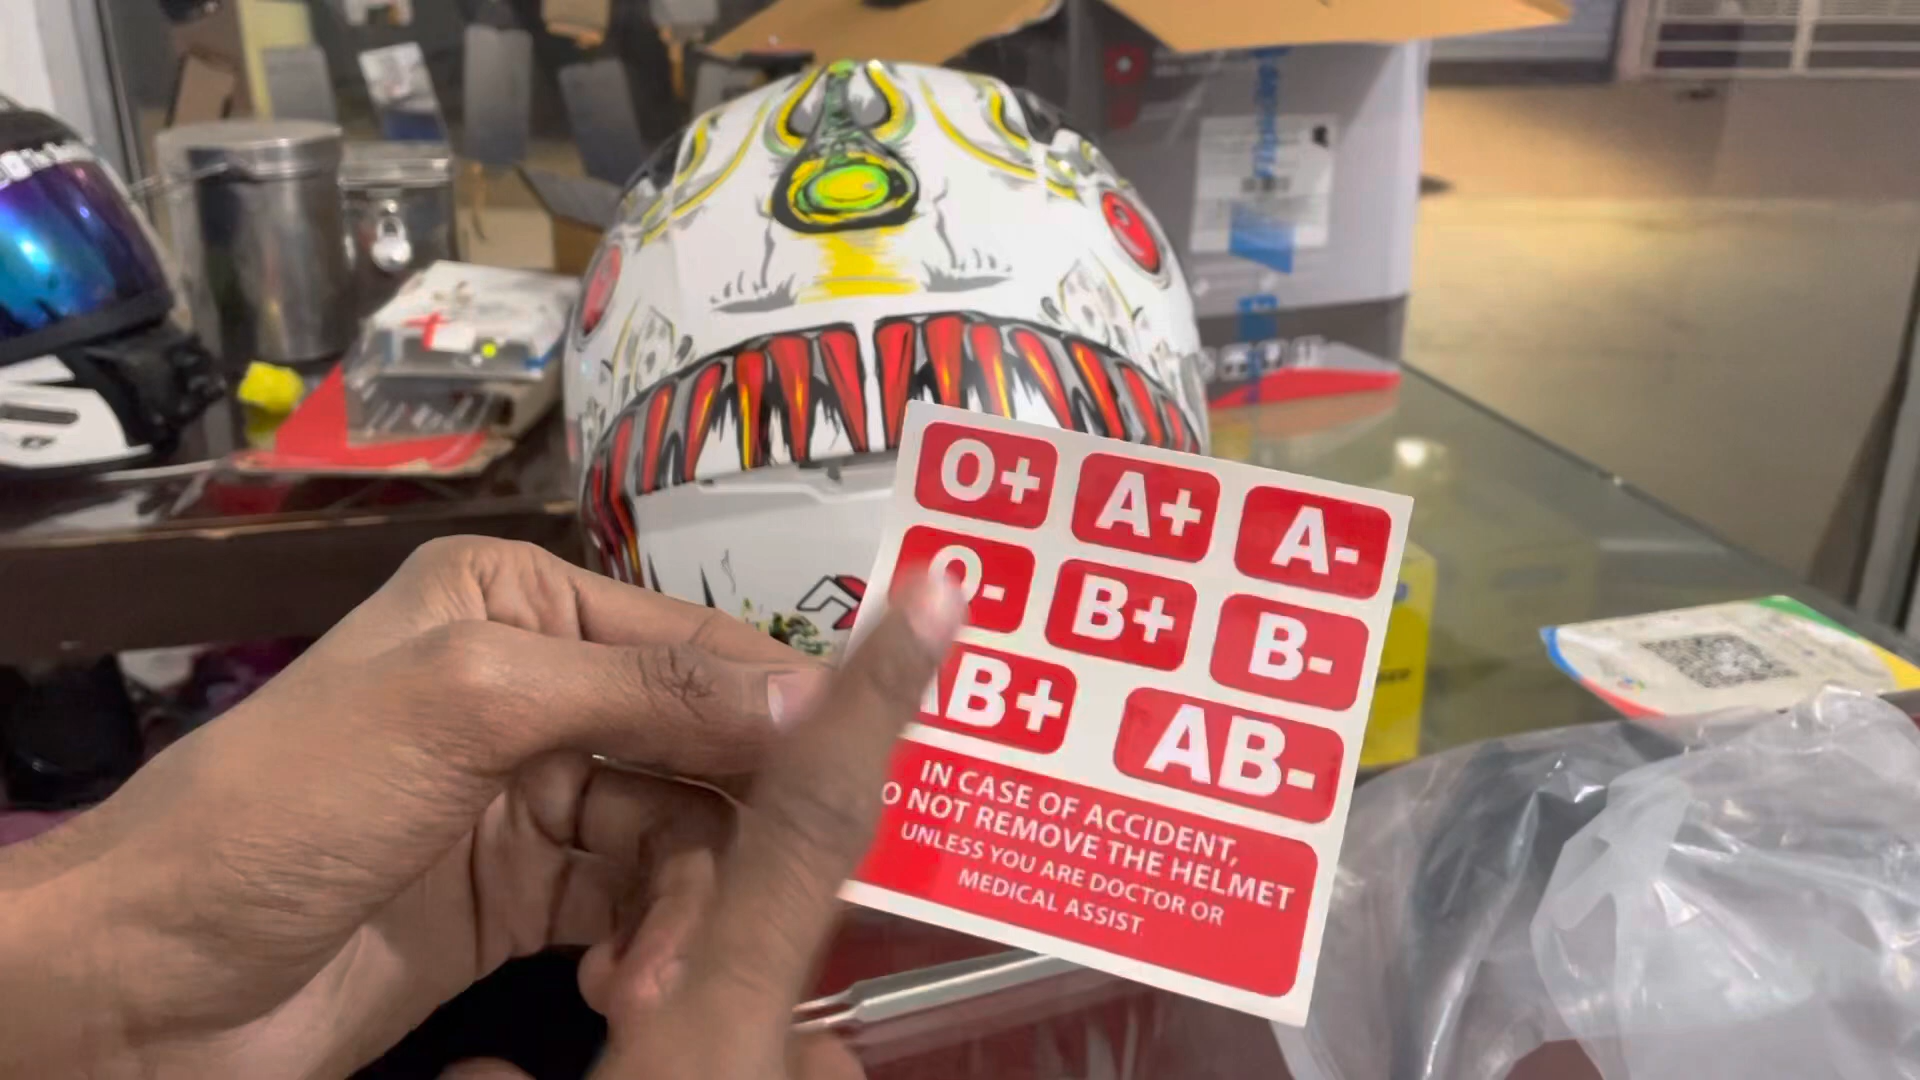 O+ A+ A-
O- B+ B-
AB+ AB-
IN CASE OF ACCIDENT,
O NOT REMOVE THE HELMET
UNLESS YOU ARE DOCTOR OR
MEDICAL ASSIST.